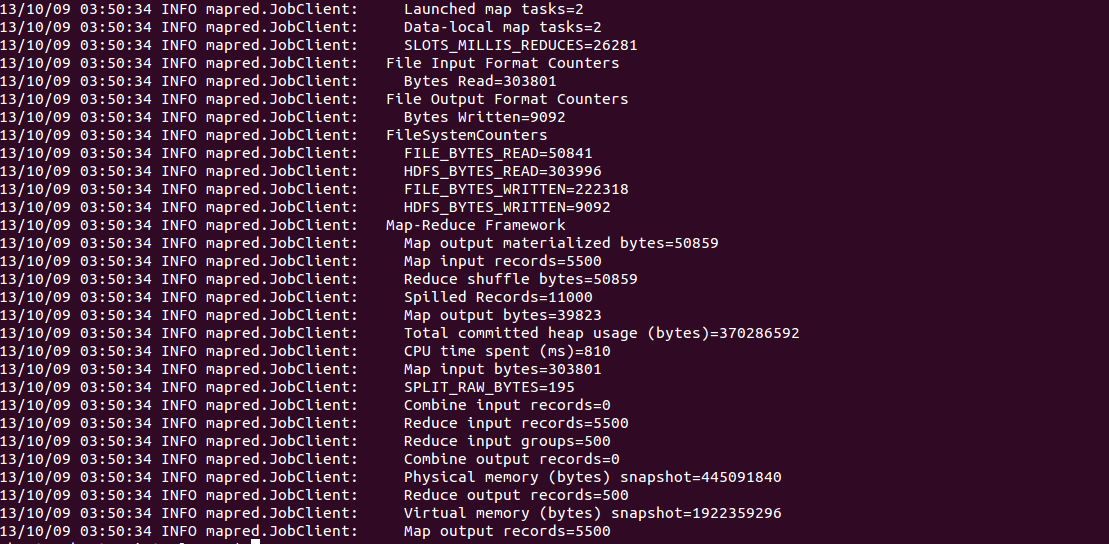 13/10/09 03:50:34 INFO mapred.JobClient:     Launched map tasks=2
13/10/09 03:50:34 INFO mapred.JobClient:     Data-local map tasks=2
13/10/09 03:50:34 INFO mapred.JobClient:     SLOTS_MILLIS_REDUCES=26281
13/10/09 03:50:34 INFO mapred.JobClient:   File Input Format Counters
13/10/09 03:50:34 INFO mapred.JobClient:     Bytes Read=303801
13/10/09 03:50:34 INFO mapred.JobClient:   File Output Format Counters
13/10/09 03:50:34 INFO mapred.JobClient:     Bytes Written=9092
13/10/09 03:50:34 INFO mapred.JobClient:   FileSystemCounters
13/10/09 03:50:34 INFO mapred.JobClient:     FILE_BYTES_READ=50841
13/10/09 03:50:34 INFO mapred.JobClient:     HDFS_BYTES_READ=303996
13/10/09 03:50:34 INFO mapred.JobClient:     FILE_BYTES_WRITTEN=222318
13/10/09 03:50:34 INFO mapred.JobClient:     HDFS_BYTES_WRITTEN=9092
13/10/09 03:50:34 INFO mapred.JobClient:   Map-Reduce Framework
13/10/09 03:50:34 INFO mapred.JobClient:     Map output materialized bytes=50859
13/10/09 03:50:34 INFO mapred.JobClient:     Map input records=5500
13/10/09 03:50:34 INFO mapred.JobClient:     Reduce shuffle bytes=50859
13/10/09 03:50:34 INFO mapred.JobClient:     Spilled Records=11000
13/10/09 03:50:34 INFO mapred.JobClient:     Map output bytes=39823
13/10/09 03:50:34 INFO mapred.JobClient:     Total committed heap usage (bytes)=370286592
13/10/09 03:50:34 INFO mapred.JobClient:     CPU time spent (ms)=810
13/10/09 03:50:34 INFO mapred.JobClient:     Map input bytes=303801
13/10/09 03:50:34 INFO mapred.JobClient:     SPLIT_RAW_BYTES=195
13/10/09 03:50:34 INFO mapred.JobClient:     Combine input records=0
13/10/09 03:50:34 INFO mapred.JobClient:     Reduce input records=5500
13/10/09 03:50:34 INFO mapred.JobClient:     Reduce input groups=500
13/10/09 03:50:34 INFO mapred.JobClient:     Combine output records=0
13/10/09 03:50:34 INFO mapred.JobClient:     Physical memory (bytes) snapshot=445091840
13/10/09 03:50:34 INFO mapred.JobClient:     Reduce output records=500
13/10/09 03:50:34 INFO mapred.JobClient:     Virtual memory (bytes) snapshot=1922359296
13/10/09 03:50:34 INFO mapred.JobClient:     Map output records=5500